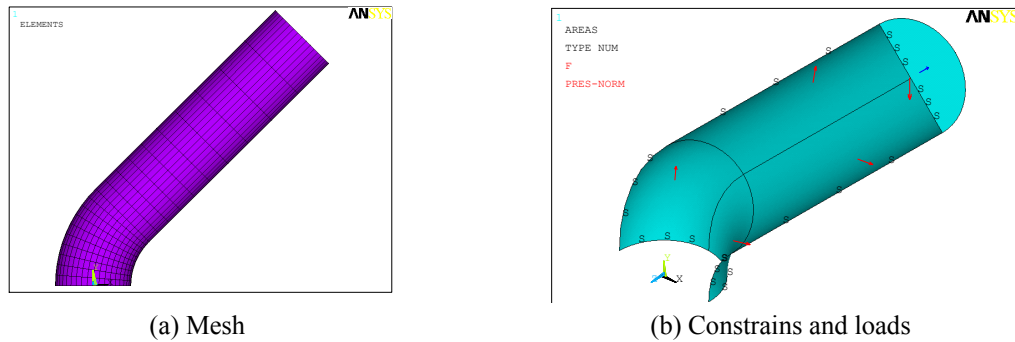 1
ANSYS
ELEMENTS
Y
(a) Mesh
1
ANSYS
AREAS
TYPE NUM
F
PRES-NORM
S S S S S S S S S S S S S S S S S S S S S S S
Y
Z X
(b) Constrains and loads